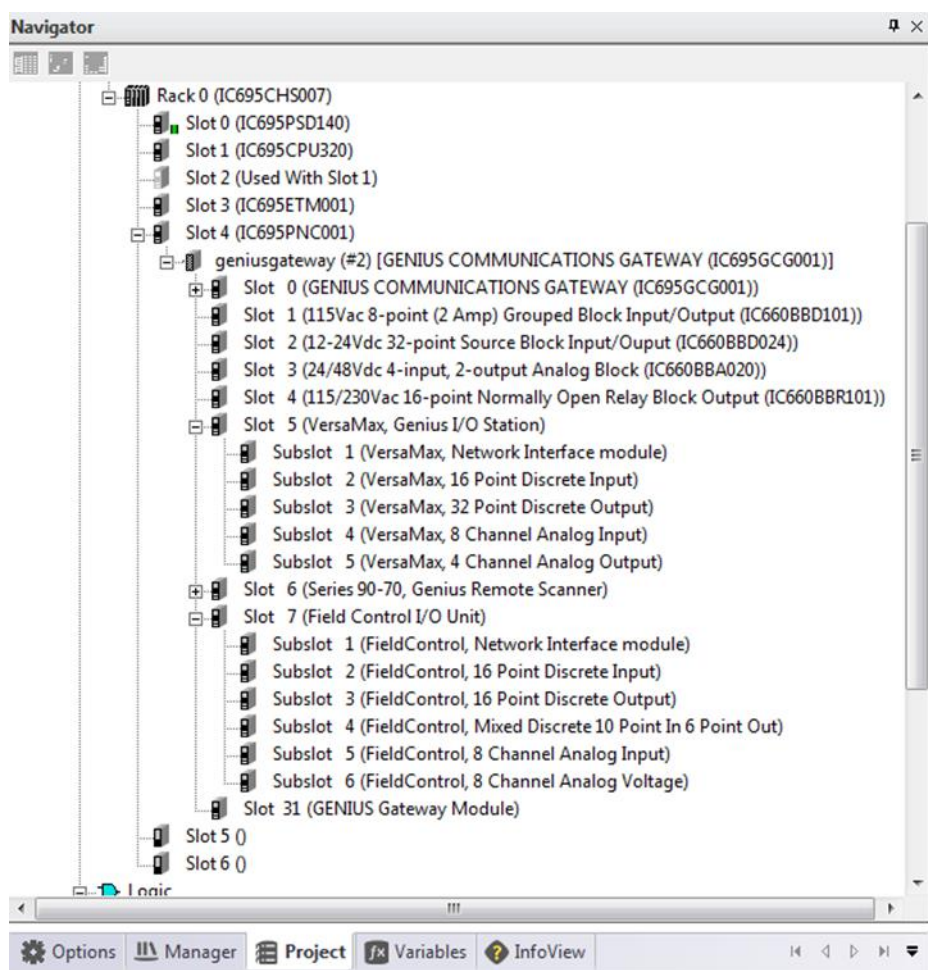 Navigator
Rack 0 (IC695CHS007)
Slot 0 (IC695PSD140)
Slot 1 (IC695CPU320)
Slot 2 (Used With Slot 1)
Slot 3 (IC695ETM001)
Slot 4 (IC695PNC001)
geniusgateway (#2) [GENIUS COMMUNICATIONS GATEWAY (IC695GCG001)]
Slot 0 (GENIUS COMMUNICATIONS GATEWAY (IC695GCG001))
Slot 1 (115Vac 8-point (2 Amp) Grouped Block Input/Output (IC660BBD101))
Slot 2 (12-24Vdc 32-point Source Block Input/Ouput (IC660BBD024))
Slot 3 (24/48Vdc 4-input, 2-output Analog Block (IC660BBA020))
Slot 4 (115/230Vac 16-point Normally Open Relay Block Output (IC660BBR101))
Slot 5 (VersaMax, Genius I/O Station)
Subslot 1 (VersaMax, Network Interface module)
Subslot 2 (VersaMax, 16 Point Discrete Input)
Subslot 3 (VersaMax, 32 Point Discrete Output)
Subslot 4 (VersaMax, 8 Channel Analog Input)
Subslot 5 (VersaMax, 4 Channel Analog Output)
Slot 6 (Series 90-70, Genius Remote Scanner)
Slot 7 (Field Control I/O Unit)
Subslot 1 (FieldControl, Network Interface module)
Subslot 2 (FieldControl, 16 Point Discrete Input)
Subslot 3 (FieldControl, 16 Point Discrete Output)
Subslot 4 (FieldControl, Mixed Discrete 10 Point In 6 Point Out)
Subslot 5 (FieldControl, 8 Channel Analog Input)
Subslot 6 (FieldControl, 8 Channel Analog Voltage)
Slot 31 (GENIUS Gateway Module)
Slot 5 ()
Slot 6 ()
Logic
Options Manager Project Variables InfoView